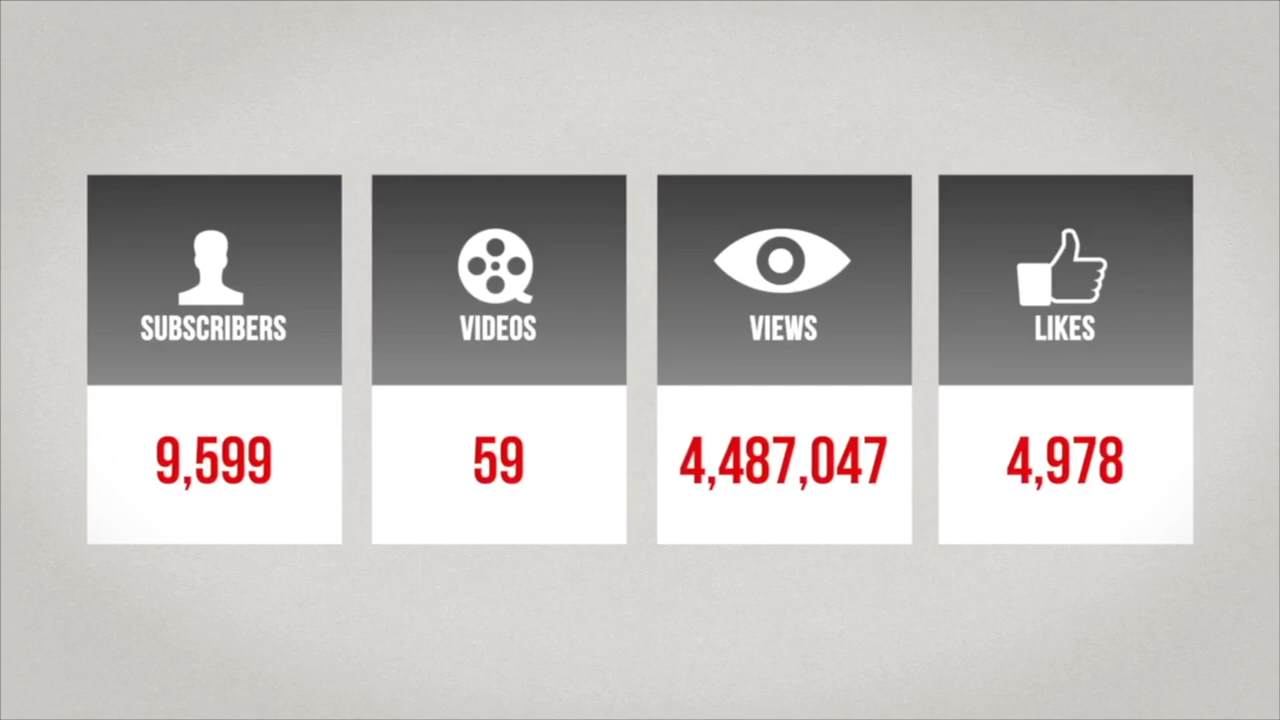 SUBSCRIBERS
9,599
VIDEOS
59
VIEWS
4,487,047
LIKES
4,978